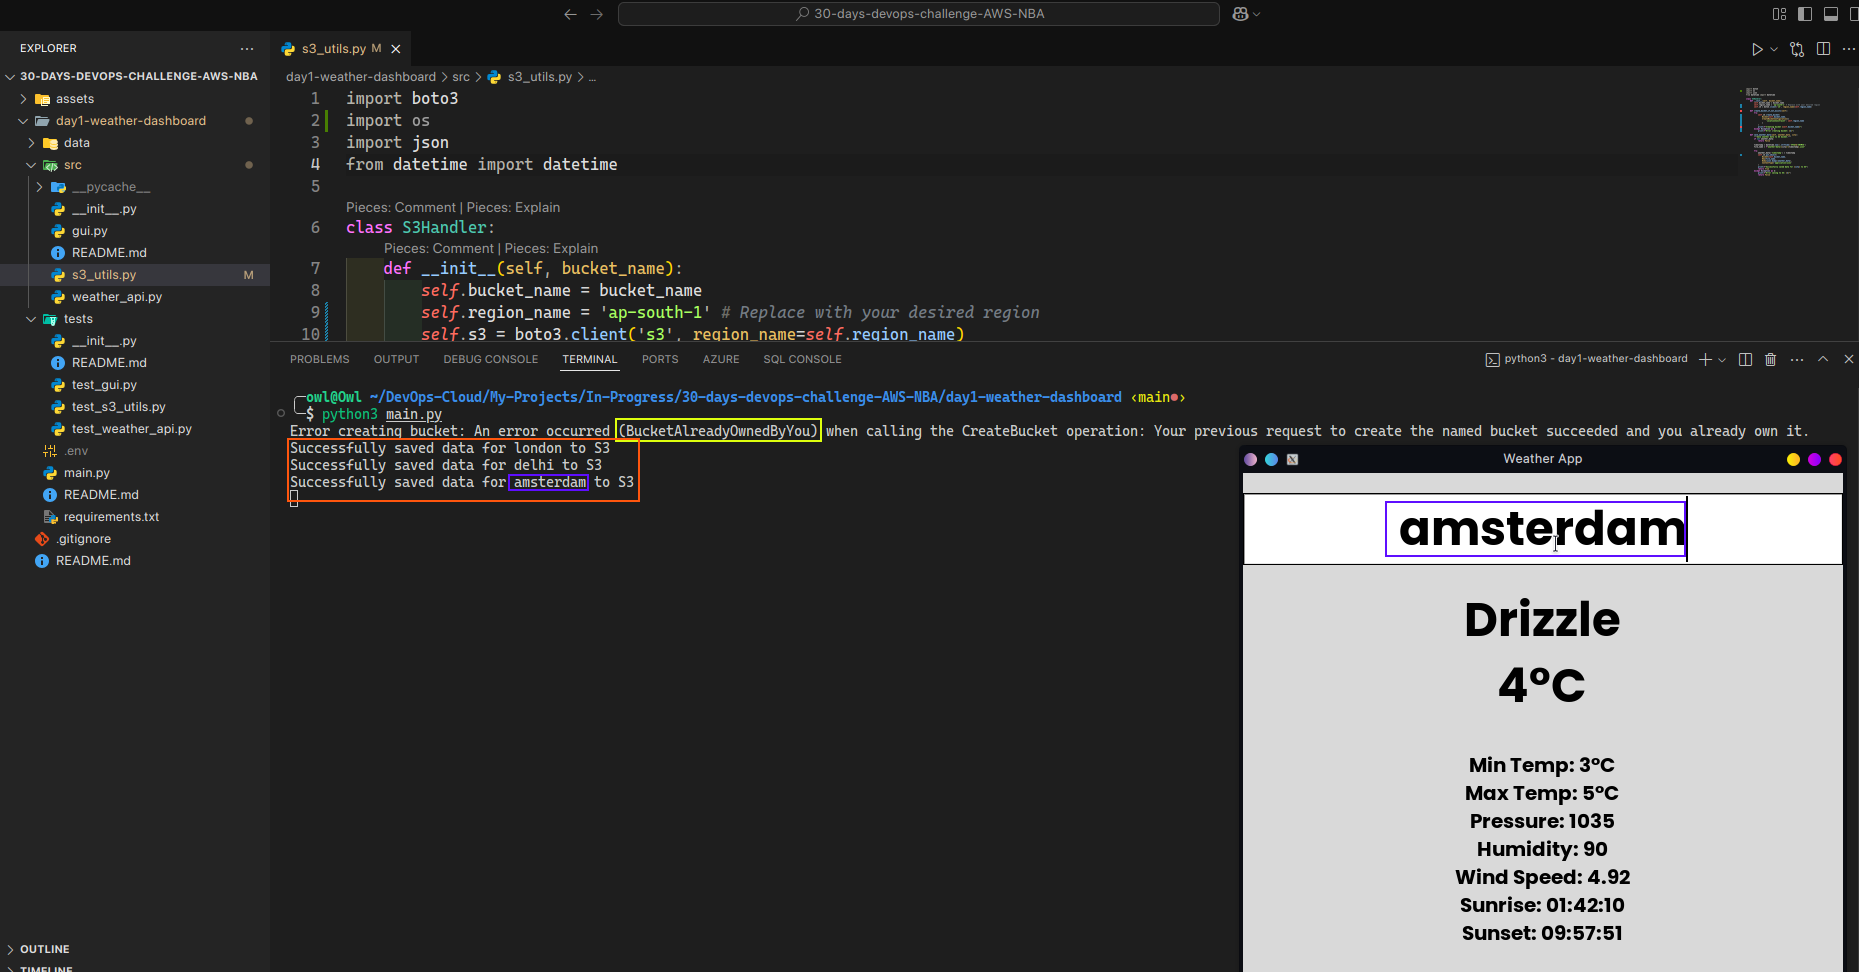 30-days-devops-challenge-AWS-NBA
EXPLORER
30-DAYS-DEVOPS-CHALLENGE-AWS-NBA
assets
day1-weather-dashboard
data
src
__pycache__
__init__.py
gui.py
README.md
s3_utils.py M
weather_api.py
tests
__init__.py
README.md
test_gui.py
test_s3_utils.py
test_weather_api.py
.env
main.py
README.md
requirements.txt
.gitignore
README.md
OUTLINE
TIMELINE
s3_utils.py M
day1-weather-dashboard > src > s3_utils.py > ...
1 import boto3
2 import os
3 import json
4 from datetime import datetime
5
Pieces: Comment | Pieces: Explain
6 class S3Handler:
Pieces: Comment | Pieces: Explain
7 def __init__(self, bucket_name):
8 self.bucket_name = bucket_name
9 self.region_name = 'ap-south-1' # Replace with your desired region
10 self.s3 = boto3.client('s3', region_name=self.region_name)
PROBLEMS OUTPUT DEBUG CONSOLE TERMINAL PORTS AZURE SQL CONSOLE
python3 - day1-weather-dashboard
owl@Owl ~/DevOps-Cloud/My-Projects/In-Progress/30-days-devops-challenge-AWS-NBA/day1-weather-dashboard ‹main●›
$ python3 main.py
Error creating bucket: An error occurred (BucketAlreadyOwnedByYou) when calling the CreateBucket operation: Your previous request to create the named bucket succeeded and you already own it.
Successfully saved data for london to S3
Successfully saved data for delhi to S3
Successfully saved data for amsterdam to S3
Weather App
amsterdam
Drizzle
4°C
Min Temp: 3°C
Max Temp: 5°C
Pressure: 1035
Humidity: 90
Wind Speed: 4.92
Sunrise: 01:42:10
Sunset: 09:57:51